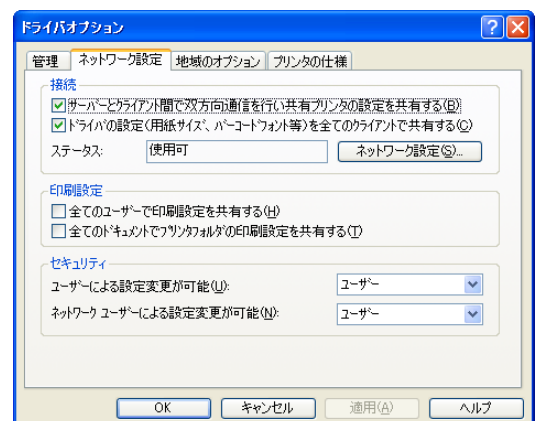 ドライバオプション
管理 ネットワーク設定 地域のオプション プリンタの仕様
接続
サーバーとクライアント間で双方向通信を行い共有プリンタの設定を共有する(B)
ドライバの設定(用紙サイズ、バーコードフォント等)を全てのクライアントで共有する(C)
ステータス: 使用可 ネットワーク設定(S)...
印刷設定
全てのユーザーで印刷設定を共有する(H)
全てのドキュメントでプリンタフォルダの印刷設定を共有する(T)
セキュリティ
ユーザーによる設定変更が可能(U): ユーザー
ネットワーク ユーザーによる設定変更が可能(N): ユーザー
OK キャンセル 適用(A) ヘルプ